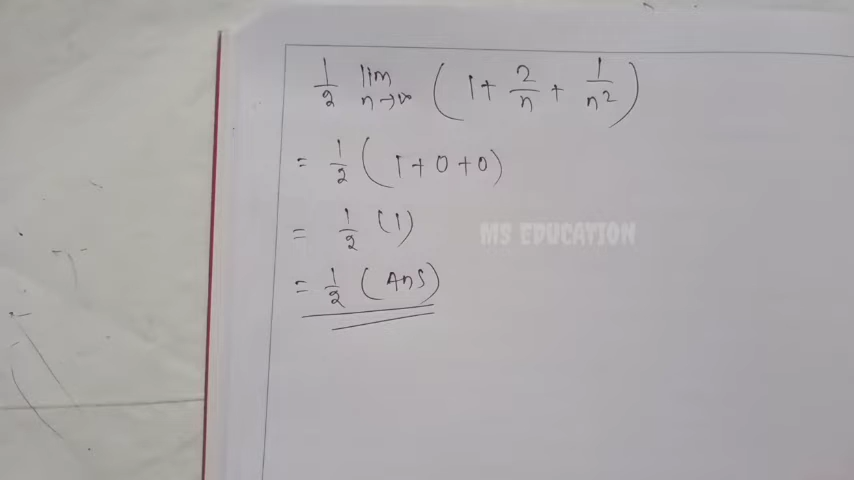 1/2 lim n→∞ (1 + 2/n + 1/n²)
= 1/2 (1 + 0 + 0)
= 1/2 (1)
MS EDUCATION
= 1/2 (Ans)